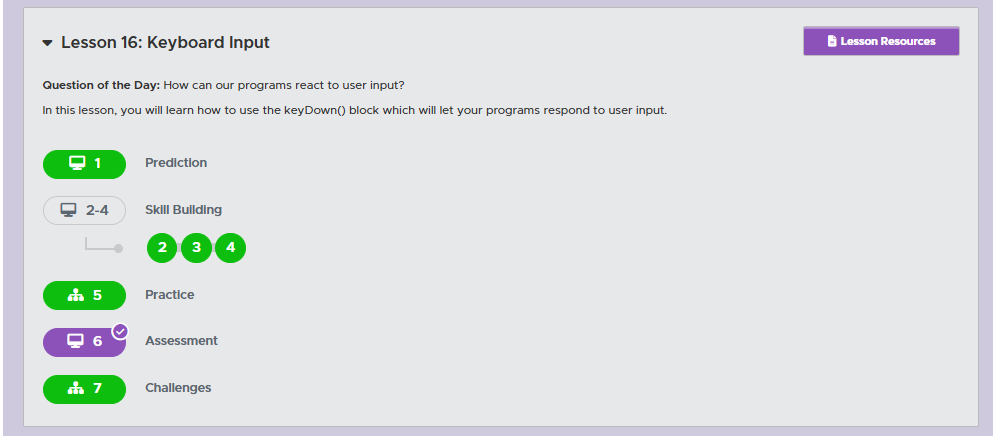 Lesson 16: Keyboard Input
Lesson Resources
Question of the Day: How can our programs react to user input?
In this lesson, you will learn how to use the keyDown() block which will let your programs respond to user input.
1 Prediction
2-4 Skill Building
2 3 4
5 Practice
6 Assessment
7 Challenges